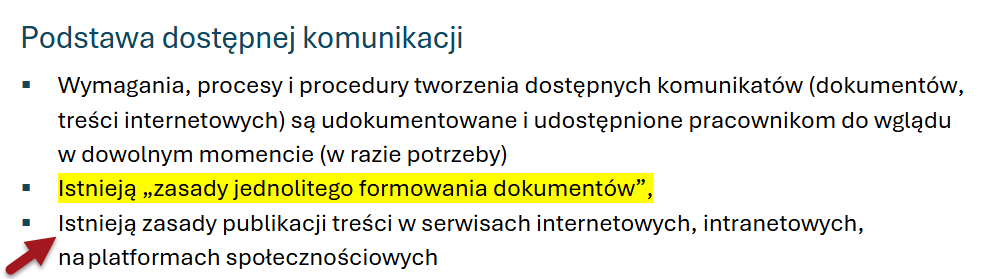 Podstawa dostępnej komunikacji
▪ Wymagania, procesy i procedury tworzenia dostępnych komunikatów (dokumentów,
treści internetowych) są udokumentowane i udostępnione pracownikom do wglądu
w dowolnym momencie (w razie potrzeby)
▪ Istnieją „zasady jednolitego formowania dokumentów”,
▪ Istnieją zasady publikacji treści w serwisach internetowych, intranetowych,
na platformach społecznościowych